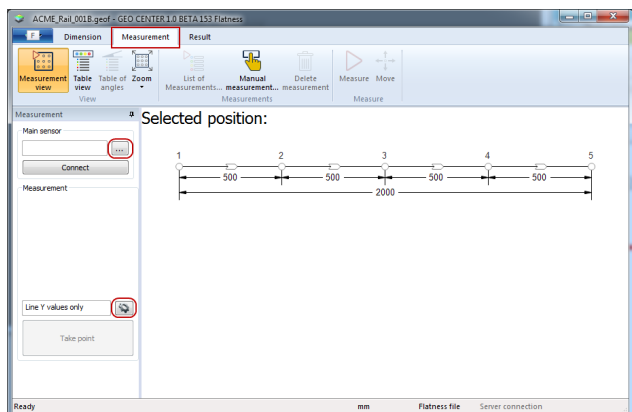 ACME_Rail_001B.geof - GEO CENTER 1.0 BETA 153 Flatness
F Dimension Measurement Result
Measurement view Table view Table of angles Zoom List of Measurements... Manual measurement... Delete measurement Measure Move
View Measurements Measure
Measurement
Selected position:
Main sensor
...
Connect
Measurement
1 2 3 4 5
500 500 500 500
2000
Line Y values only
Take point
Ready mm Flatness file Server connection